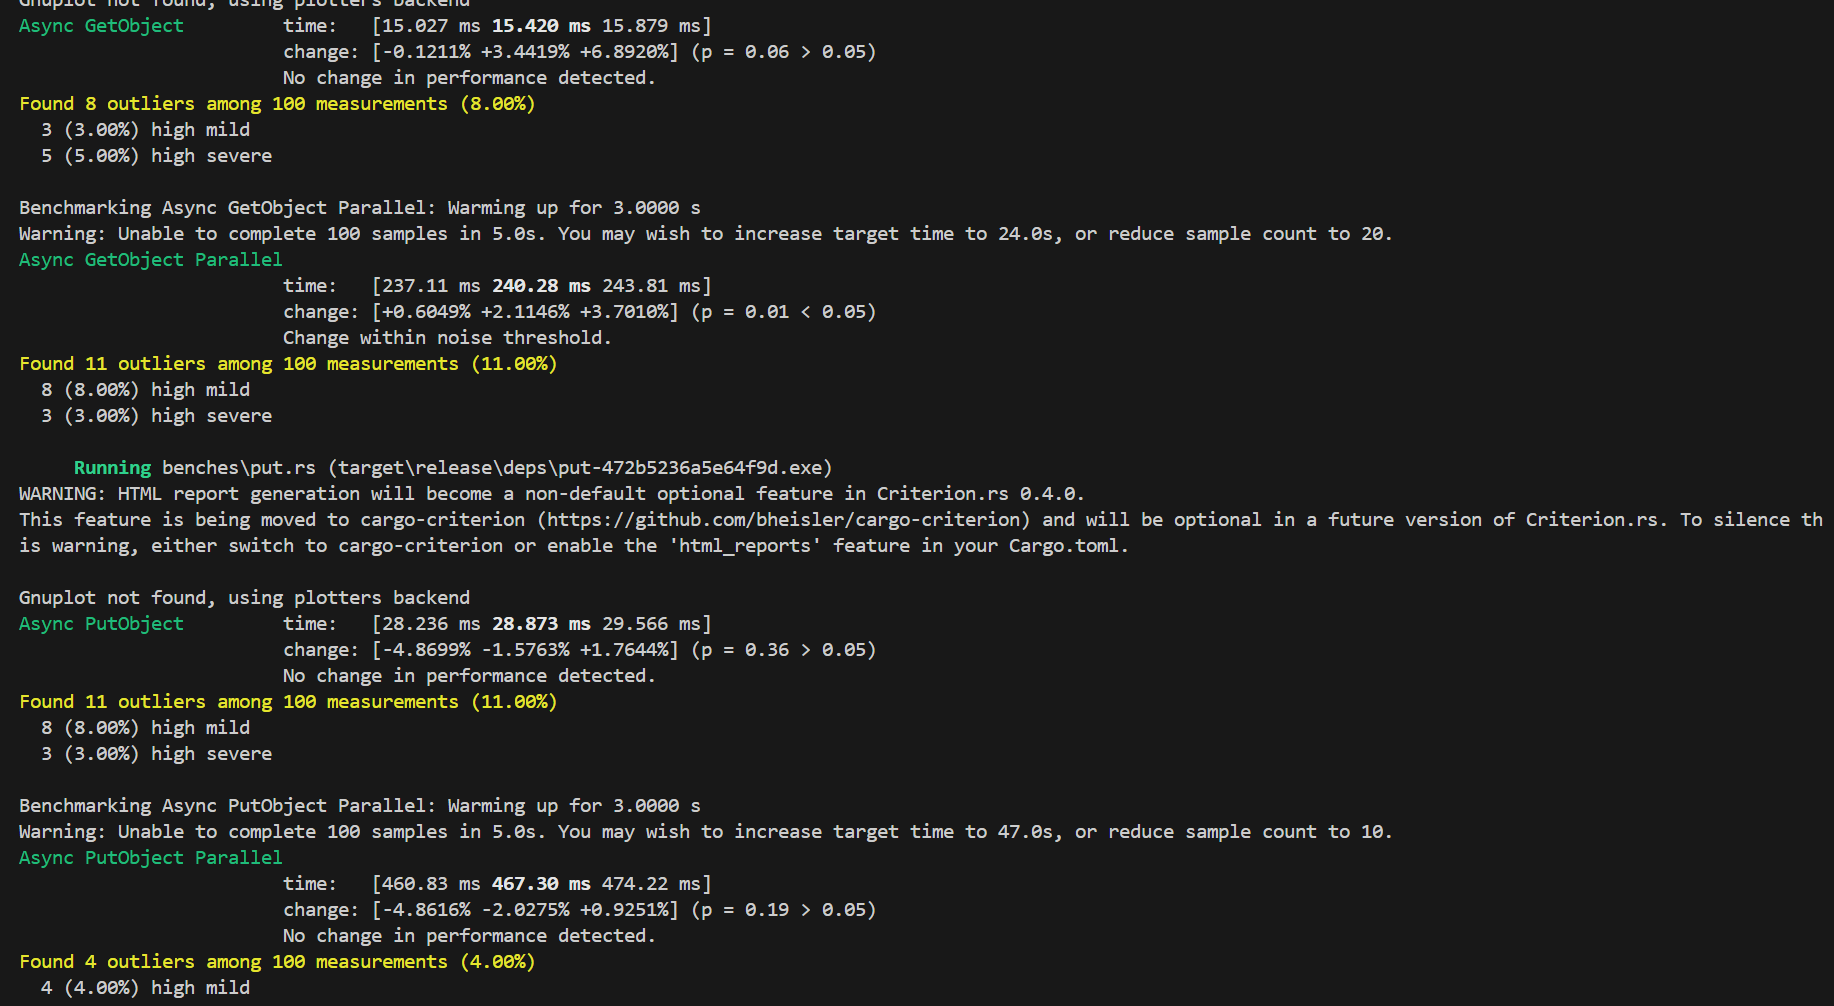 Gnuplot not found, using plotters backend
Async GetObject         time:   [15.027 ms 15.420 ms 15.879 ms]
                        change: [-0.1211% +3.4419% +6.8920%] (p = 0.06 > 0.05)
                        No change in performance detected.
Found 8 outliers among 100 measurements (8.00%)
  3 (3.00%) high mild
  5 (5.00%) high severe

Benchmarking Async GetObject Parallel: Warming up for 3.0000 s
Warning: Unable to complete 100 samples in 5.0s. You may wish to increase target time to 24.0s, or reduce sample count to 20.
Async GetObject Parallel
                        time:   [237.11 ms 240.28 ms 243.81 ms]
                        change: [+0.6049% +2.1146% +3.7010%] (p = 0.01 < 0.05)
                        Change within noise threshold.
Found 11 outliers among 100 measurements (11.00%)
  8 (8.00%) high mild
  3 (3.00%) high severe

     Running benches\put.rs (target\release\deps\put-472b5236a5e64f9d.exe)
WARNING: HTML report generation will become a non-default optional feature in Criterion.rs 0.4.0.
This feature is being moved to cargo-criterion (https://github.com/bheisler/cargo-criterion) and will be optional in a future version of Criterion.rs. To silence th
is warning, either switch to cargo-criterion or enable the 'html_reports' feature in your Cargo.toml.

Gnuplot not found, using plotters backend
Async PutObject         time:   [28.236 ms 28.873 ms 29.566 ms]
                        change: [-4.8699% -1.5763% +1.7644%] (p = 0.36 > 0.05)
                        No change in performance detected.
Found 11 outliers among 100 measurements (11.00%)
  8 (8.00%) high mild
  3 (3.00%) high severe

Benchmarking Async PutObject Parallel: Warming up for 3.0000 s
Warning: Unable to complete 100 samples in 5.0s. You may wish to increase target time to 47.0s, or reduce sample count to 10.
Async PutObject Parallel
                        time:   [460.83 ms 467.30 ms 474.22 ms]
                        change: [-4.8616% -2.0275% +0.9251%] (p = 0.19 > 0.05)
                        No change in performance detected.
Found 4 outliers among 100 measurements (4.00%)
  4 (4.00%) high mild